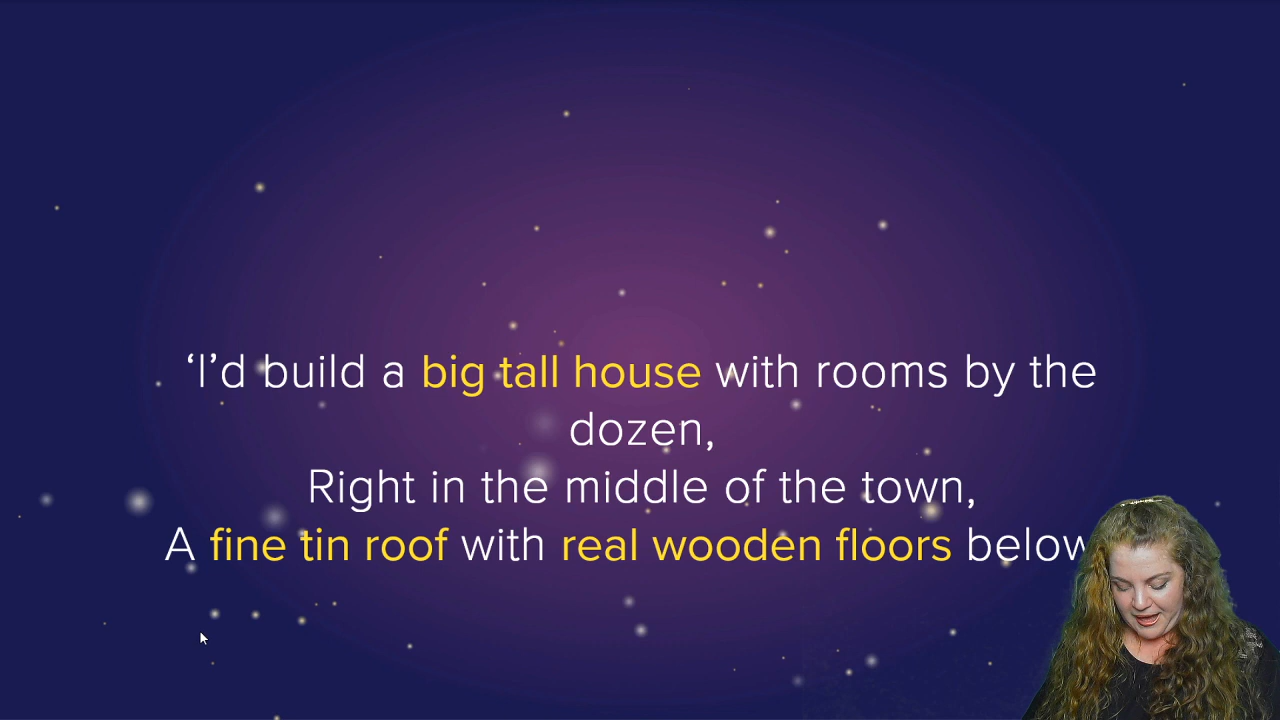 ‘I’d build a big tall house with rooms by the
dozen,
Right in the middle of the town,
A fine tin roof with real wooden floors below